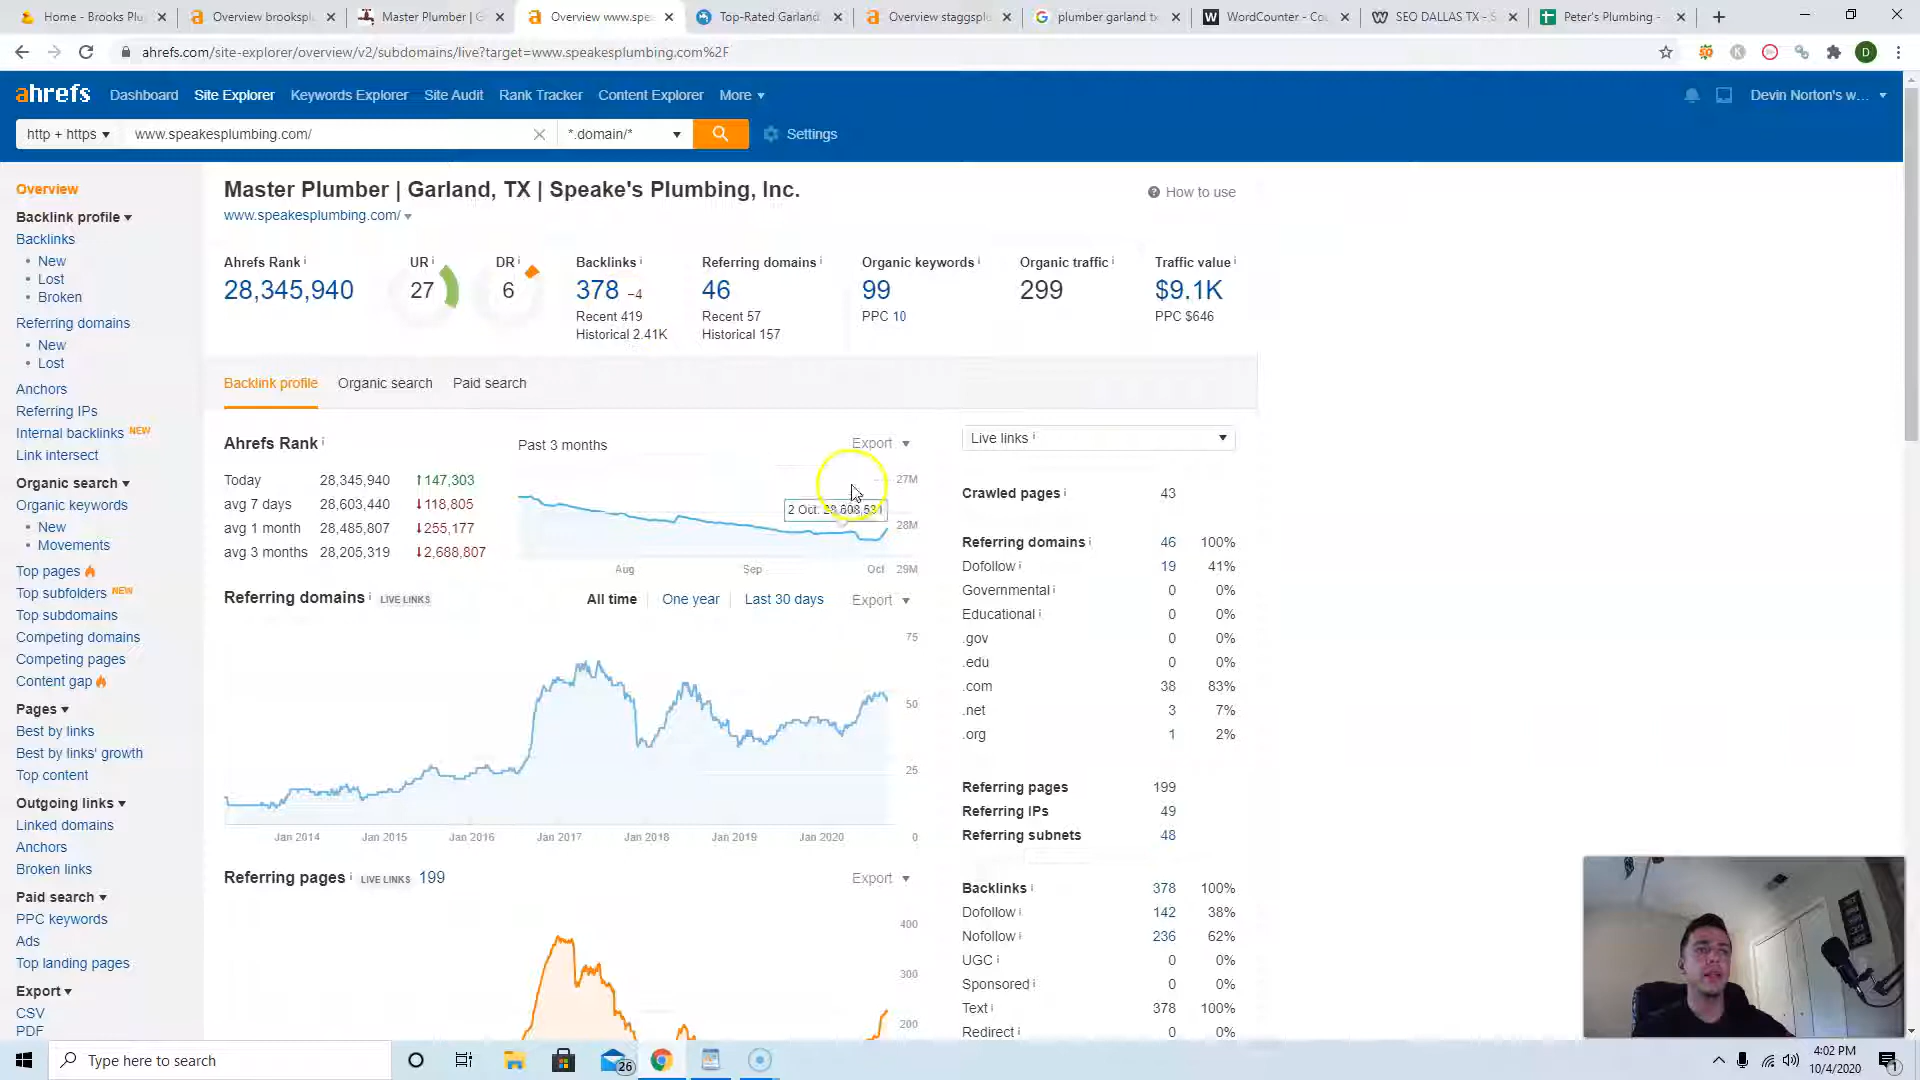 Home - Brooks Plu
Overview brookspl
Master Plumber | G
Overview www.spe
Top-Rated Garland
Overview staggsplu
plumber garland tx
WordCounter - Co
SEO DALLAS TX - S
Peter's Plumbing -
ahrefs.com/site-explorer/overview/v2/subdomains/live?target=www.speakesplumbing.com%2F
D
ahrefs Dashboard Site Explorer Keywords Explorer Site Audit Rank Tracker Content Explorer More
Devin Norton's w...
http + https www.speakesplumbing.com/ *.domain/* Settings
Overview
Backlink profile
Backlinks
New
Lost
Broken
Referring domains
New
Lost
Anchors
Referring IPs
Internal backlinks NEW
Link intersect
Organic search
Organic keywords
New
Movements
Top pages
Top subfolders NEW
Top subdomains
Competing domains
Competing pages
Content gap
Pages
Best by links
Best by links' growth
Top content
Outgoing links
Linked domains
Anchors
Broken links
Paid search
PPC keywords
Ads
Top landing pages
Export
CSV
PDF
Master Plumber | Garland, TX | Speake's Plumbing, Inc.
How to use
www.speakesplumbing.com/
Ahrefs Rank UR DR Backlinks Referring domains Organic keywords Organic traffic Traffic value
28,345,940 27 6 378 -4 46 99 299 $9.1K
Recent 419 Recent 57 PPC 10 PPC $646
Historical 2.41K Historical 157
Backlink profile Organic search Paid search
Ahrefs Rank
Past 3 months Export
Today 28,345,940 ↑147,303
avg 7 days 28,603,440 ↓118,805
avg 1 month 28,485,807 ↓255,177
avg 3 months 28,205,319 ↓2,688,807
27M
28M
29M
Aug Sep Oct
Referring domains LIVE LINKS
All time One year Last 30 days Export
75
50
25
0
Jan 2014 Jan 2015 Jan 2016 Jan 2017 Jan 2018 Jan 2019 Jan 2020
Referring pages LIVE LINKS 199
Export
400
300
200
Live links
Crawled pages 43
Referring domains 46 100%
Dofollow 19 41%
Governmental 0 0%
Educational 0 0%
.gov 0 0%
.edu 0 0%
.com 38 83%
.net 3 7%
.org 1 2%
Referring pages 199
Referring IPs 49
Referring subnets 48
Backlinks 378 100%
Dofollow 142 38%
Nofollow 236 62%
UGC 0 0%
Sponsored 0 0%
Text 378 100%
Redirect 0 0%
Type here to search
26
4:02 PM
10/4/2020
1